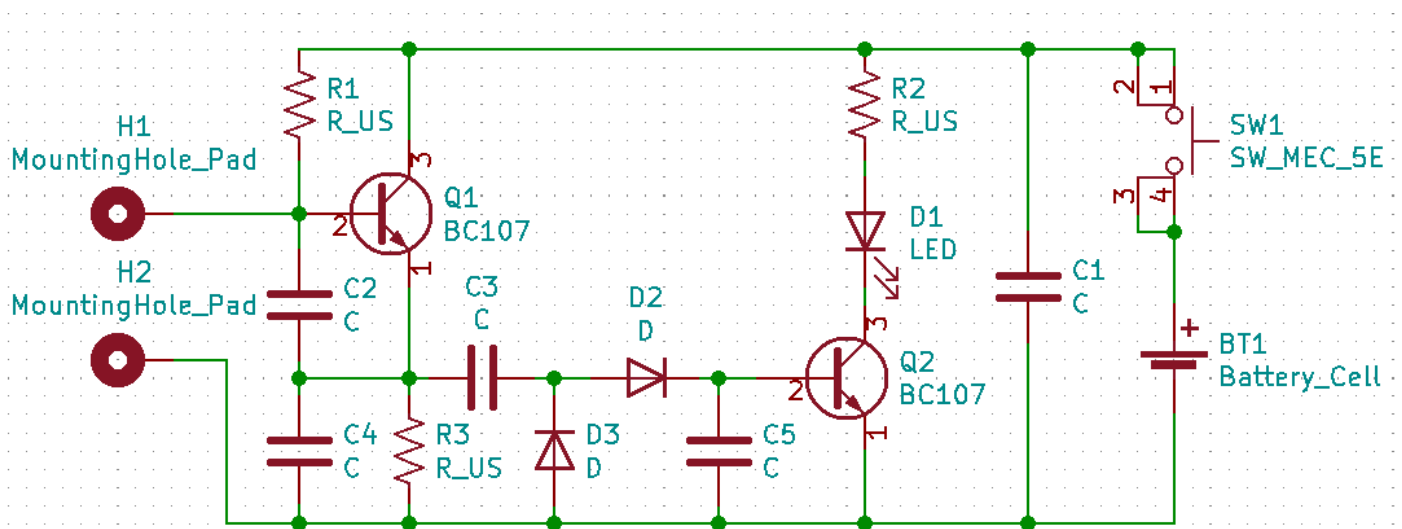 R1
R_US
H1
MountingHole_Pad
3
2
Q1
BC107
1
H2
MountingHole_Pad
C2
C
C3
C
D2
D
C4
C
R3
R_US
D3
D
C5
C
R2
R_US
D1
LED
3
2
Q2
BC107
1
C1
C
2
1
SW1
SW_MEC_5E
3
4
+
BT1
Battery_Cell